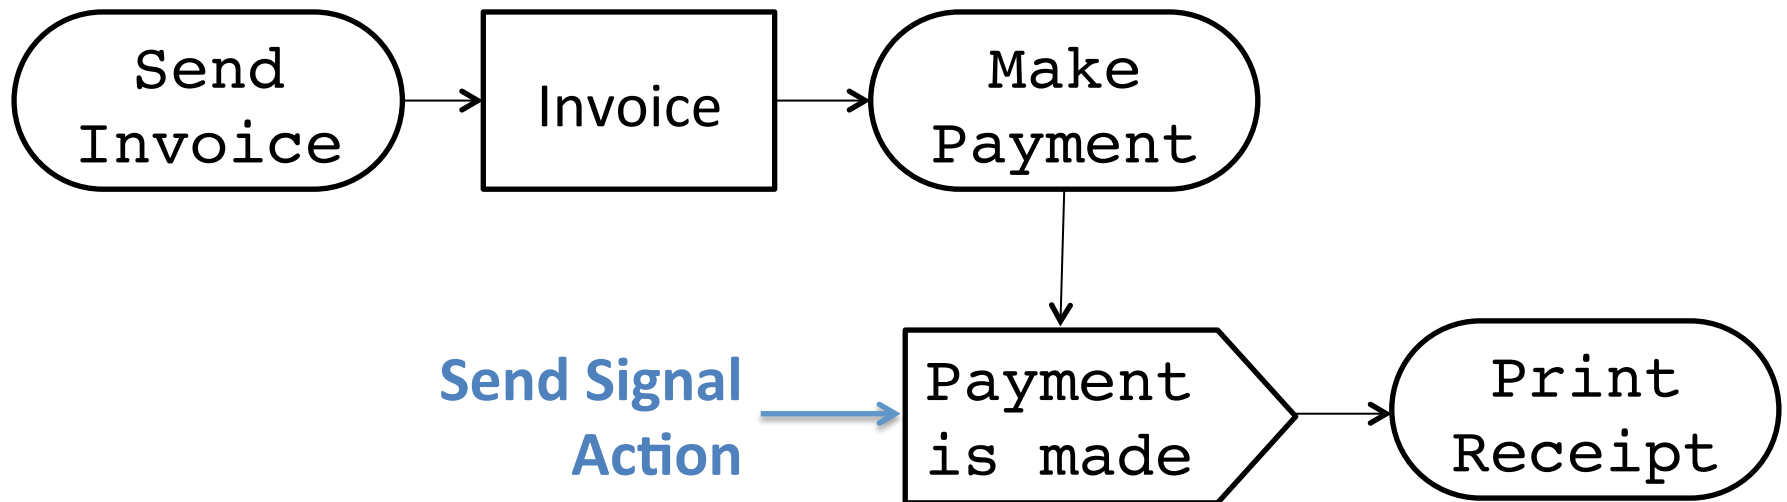 Send
Invoice
Invoice
Make
Payment
Send Signal
Action
Payment
is made
Print
Receipt